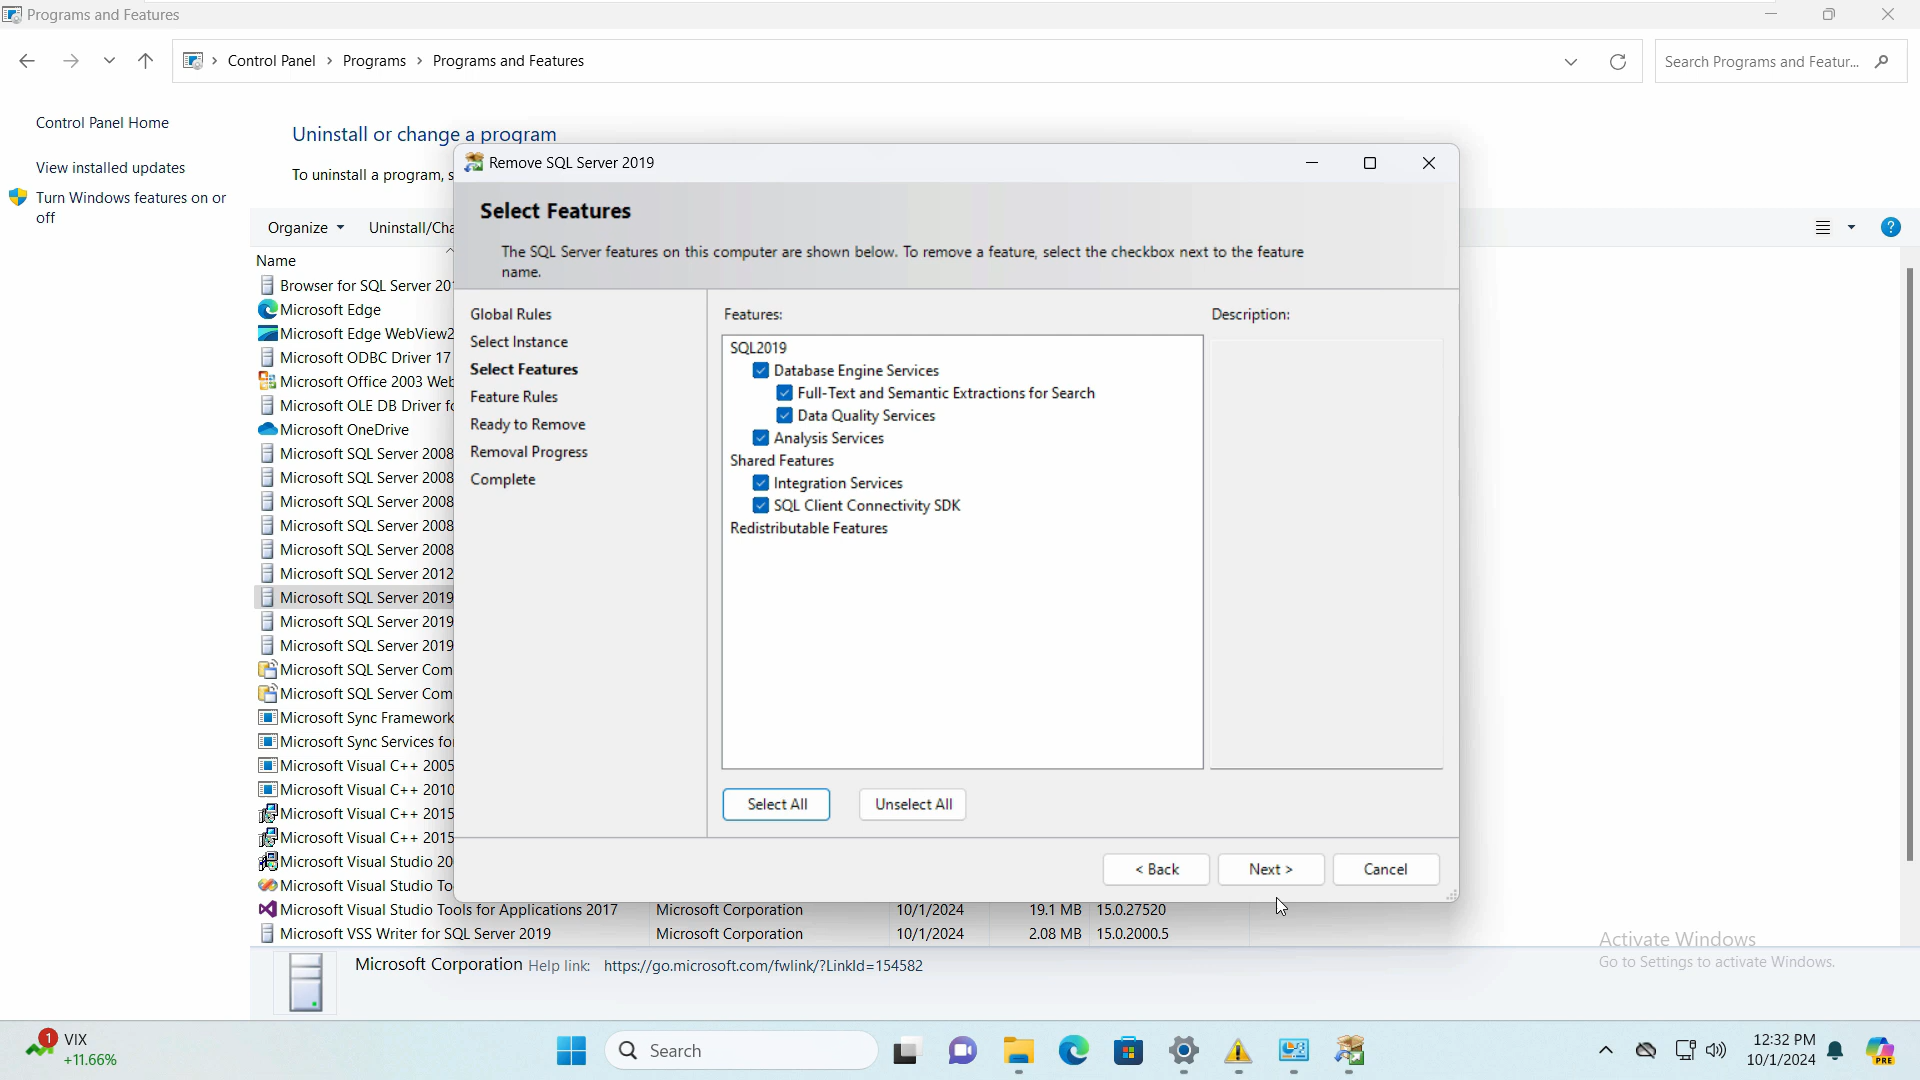 Programs and Features
Control Panel > Programs > Programs and Features
Search Programs and Featur...
Control Panel Home
View installed updates
Turn Windows features on or
off
Uninstall or change a program
To uninstall a program, s
Organize
Uninstall/Cha
Name
Browser for SQL Server 20
Microsoft Edge
Microsoft Edge WebView2
Microsoft ODBC Driver 17
Microsoft Office 2003 Web
Microsoft OLE DB Driver fo
Microsoft OneDrive
Microsoft SQL Server 2008
Microsoft SQL Server 2008
Microsoft SQL Server 2008
Microsoft SQL Server 2008
Microsoft SQL Server 2008
Microsoft SQL Server 2012
Microsoft SQL Server 2019
Microsoft SQL Server 2019
Microsoft SQL Server 2019
Microsoft SQL Server Com
Microsoft SQL Server Com
Microsoft Sync Framework
Microsoft Sync Services fo
Microsoft Visual C++ 2005
Microsoft Visual C++ 2010
Microsoft Visual C++ 2015
Microsoft Visual C++ 2015
Microsoft Visual Studio 20
Microsoft Visual Studio To
Microsoft Visual Studio Tools for Applications 2017 Microsoft Corporation 10/1/2024 19.1 MB 15.0.27520
Microsoft VSS Writer for SQL Server 2019 Microsoft Corporation 10/1/2024 2.08 MB 15.0.2000.5
Remove SQL Server 2019
Select Features
The SQL Server features on this computer are shown below. To remove a feature, select the checkbox next to the feature
name.
Global Rules
Select Instance
Select Features
Feature Rules
Ready to Remove
Removal Progress
Complete
Features:
SQL2019
Database Engine Services
Full-Text and Semantic Extractions for Search
Data Quality Services
Analysis Services
Shared Features
Integration Services
SQL Client Connectivity SDK
Redistributable Features
Description:
Select All
Unselect All
< Back
Next >
Cancel
Activate Windows
Go to Settings to activate Windows.
Microsoft Corporation Help link: https://go.microsoft.com/fwlink/?LinkId=154582
1
VIX
+11.66%
Search
12:32 PM
10/1/2024
PRE